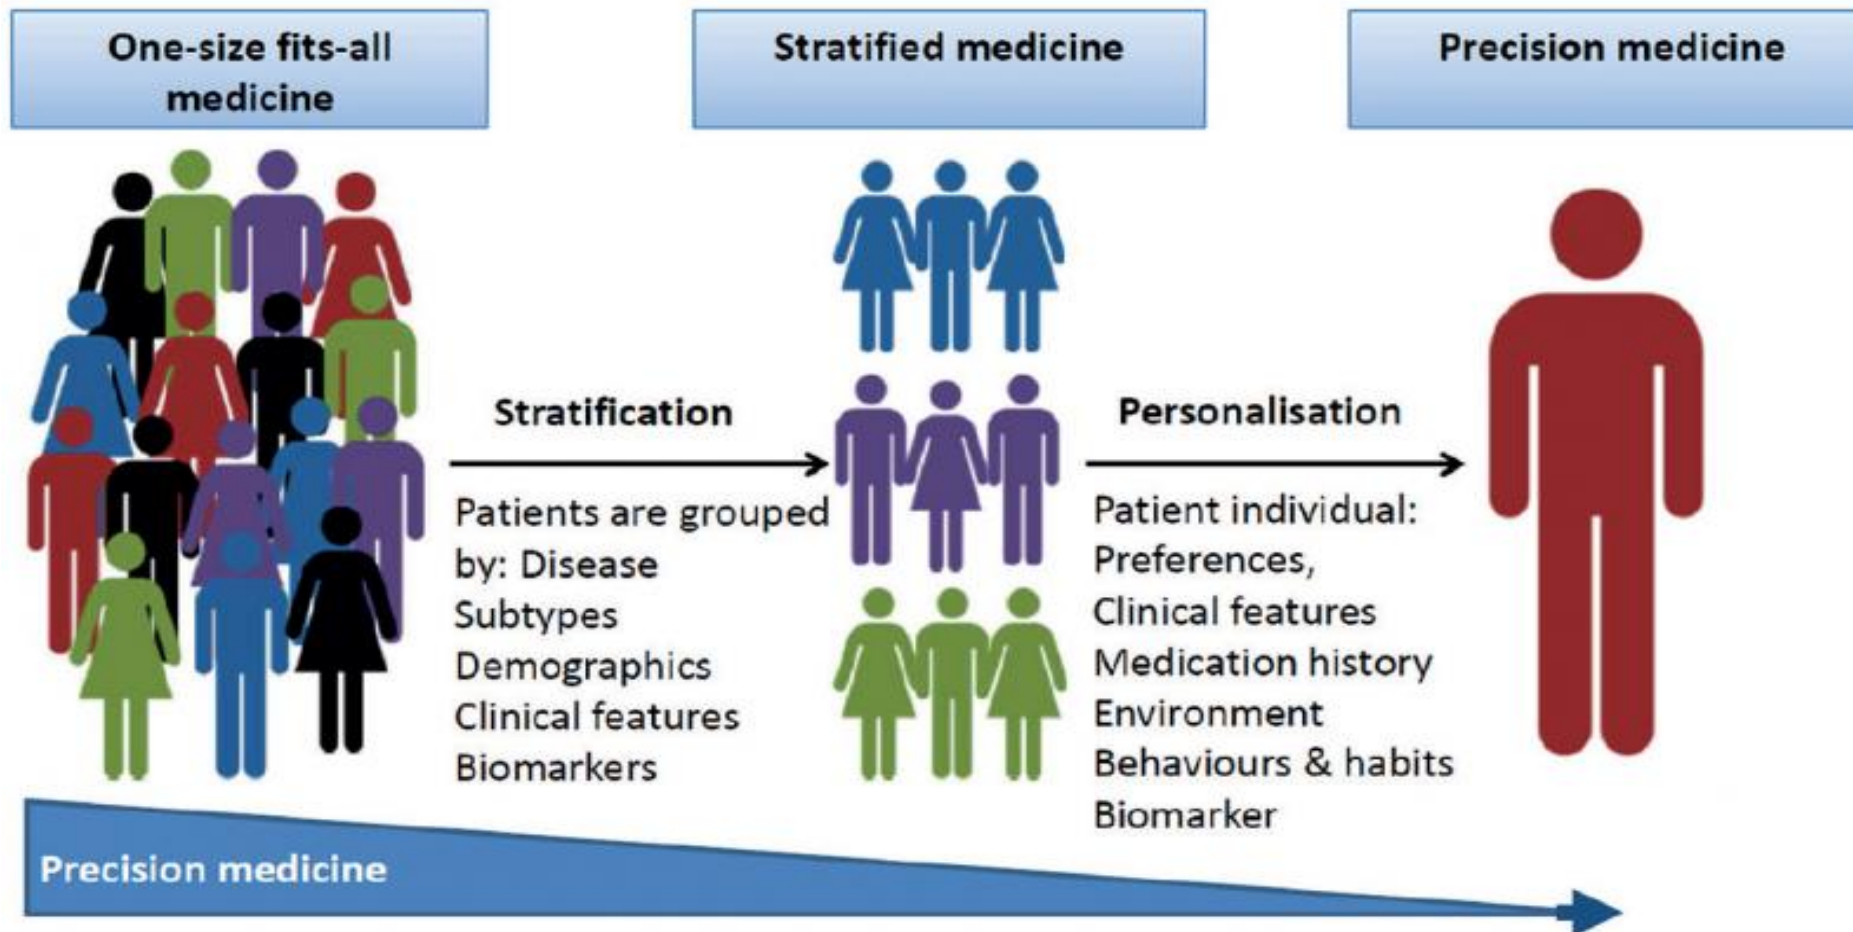 One-size fits-all
medicine
Stratified medicine
Precision medicine
Stratification
Patients are grouped
by: Disease
Subtypes
Demographics
Clinical features
Biomarkers
Personalisation
Patient individual:
Preferences,
Clinical features
Medication history
Environment
Behaviours & habits
Biomarker
Precision medicine